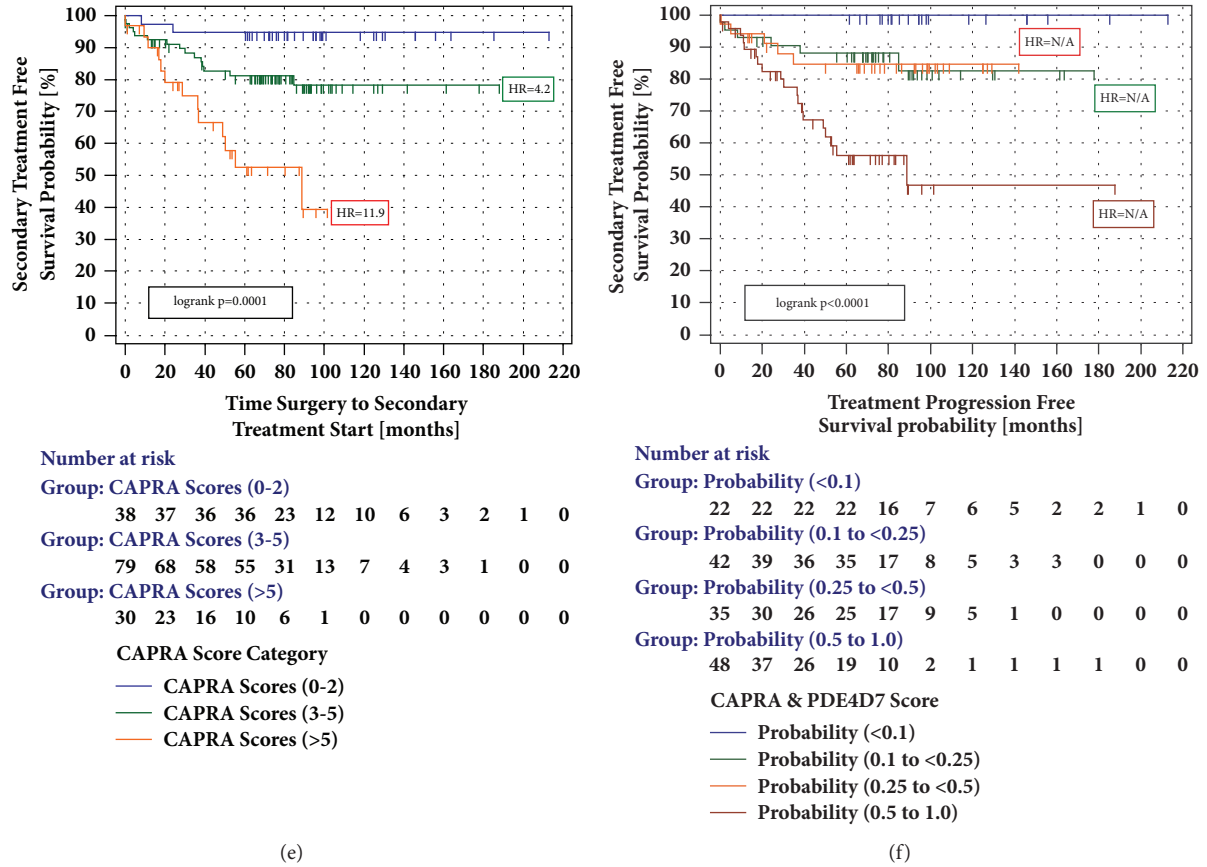 Secondary Treatment Free
Survival Probability [%]
100
90
80
70
60
50
40
30
20
10
0
HR=4.2
HR=11.9
logrank p=0.0001
0 20 40 60 80 100 120 140 160 180 200 220
Time Surgery to Secondary
Treatment Start [months]
Number at risk
Group: CAPRA Scores (0-2)
38 37 36 36 23 12 10 6 3 2 1 0
Group: CAPRA Scores (3-5)
79 68 58 55 31 13 7 4 3 1 0 0
Group: CAPRA Scores (>5)
30 23 16 10 6 1 0 0 0 0 0 0
CAPRA Score Category
CAPRA Scores (0-2)
CAPRA Scores (3-5)
CAPRA Scores (>5)
(e)
Secondary Treatment Free
Survival Probability [%]
100
90
80
70
60
50
40
30
20
10
0
HR=N/A
HR=N/A
HR=N/A
logrank p<0.0001
0 20 40 60 80 100 120 140 160 180 200 220
Treatment Progression Free
Survival probability [months]
Number at risk
Group: Probability (<0.1)
22 22 22 22 16 7 6 5 2 2 1 0
Group: Probability (0.1 to <0.25)
42 39 36 35 17 8 5 3 3 0 0 0
Group: Probability (0.25 to <0.5)
35 30 26 25 17 9 5 1 0 0 0 0
Group: Probability (0.5 to 1.0)
48 37 26 19 10 2 1 1 1 1 0 0
CAPRA & PDE4D7 Score
Probability (<0.1)
Probability (0.1 to <0.25)
Probability (0.25 to <0.5)
Probability (0.5 to 1.0)
(f)